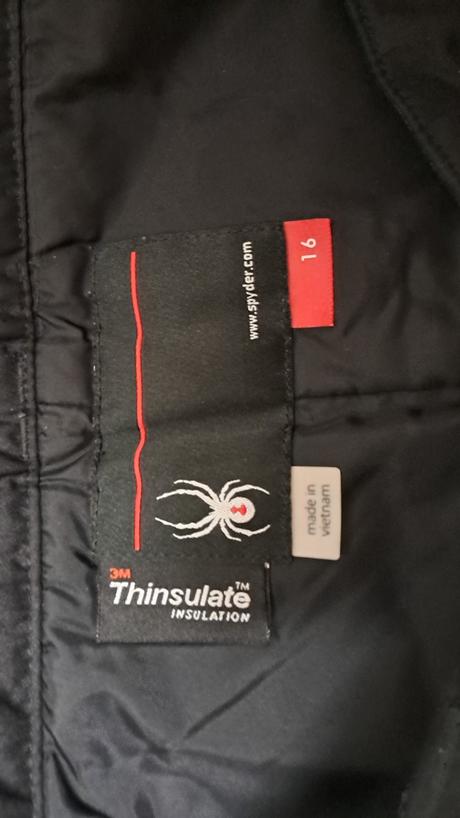 www.spyder.com
16
made in
vietnam
3M
Thinsulate™
INSULATION